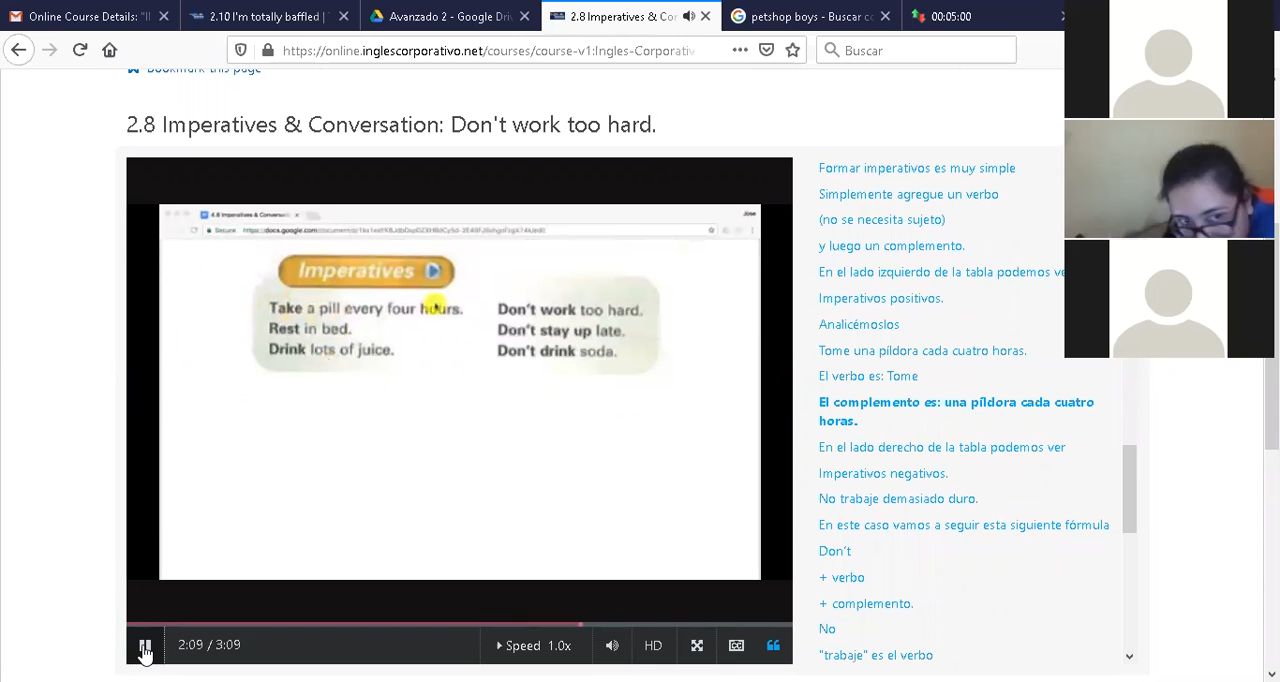 Online Course Details: "I
2.10 I'm totally baffled |
Avanzado 2 - Google Dri
2.8 Imperatives & Co
petshop boys - Buscar c
00:05:00
https://online.inglescorporativo.net/courses/course-v1:Ingles-Corporativ
Buscar
Bookmark this page
2.8 Imperatives & Conversation: Don't work too hard.
Jose
Secure
Imperatives
Take a pill every four hours.
Don't work too hard.
Rest in bed.
Don't stay up late.
Drink lots of juice.
Don't drink soda.
2:09 / 3:09
Speed 1.0x
HD
CC
Formar imperativos es muy simple
Simplemente agregue un verbo
(no se necesita sujeto)
y luego un complemento.
En el lado izquierdo de la tabla podemos ve
Imperativos positivos.
Analicémoslos
Tome una píldora cada cuatro horas.
El verbo es: Tome
El complemento es: una píldora cada cuatro
horas.
En el lado derecho de la tabla podemos ver
Imperativos negativos.
No trabaje demasiado duro.
En este caso vamos a seguir esta siguiente fórmula
Don't
+ verbo
+ complemento.
No
"trabaje" es el verbo